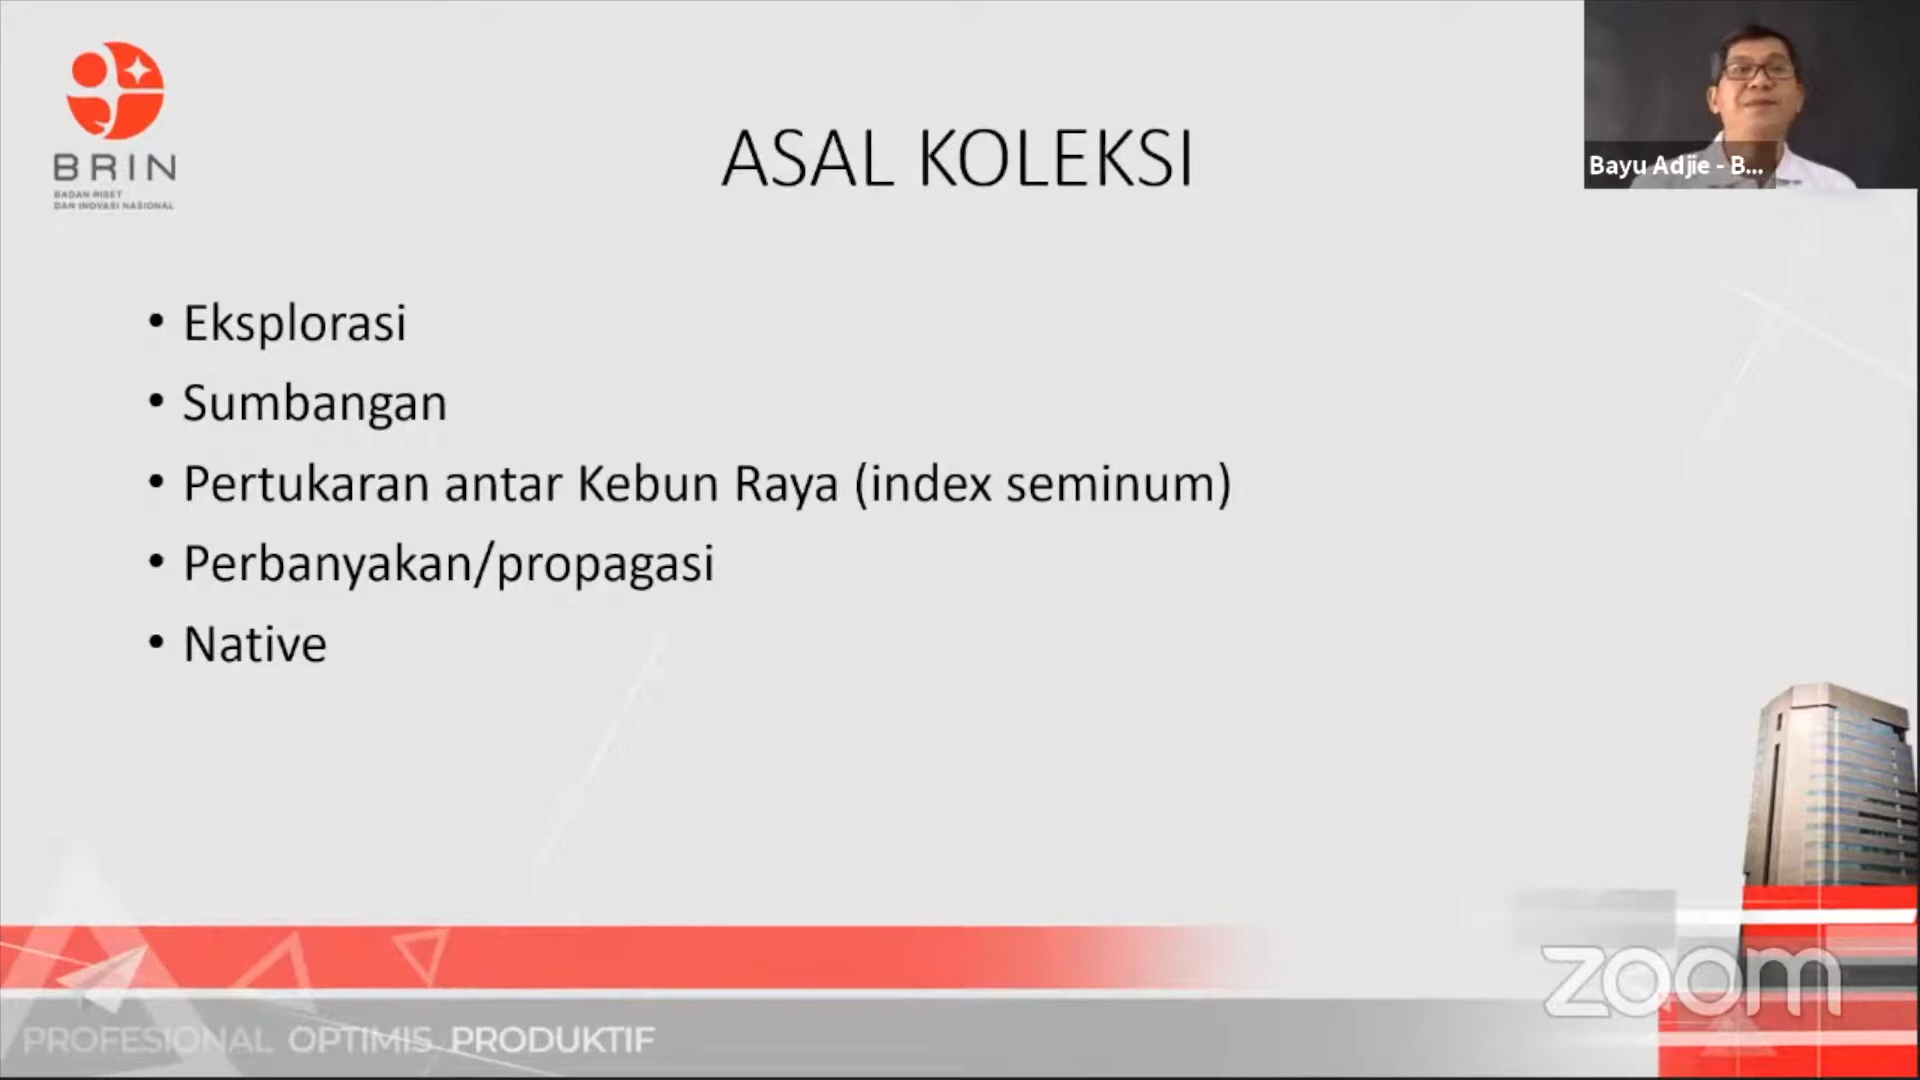 BRIN
BADAN RISET
DAN INOVASI NASIONAL
ASAL KOLEKSI
Bayu Adjie - B...
• Eksplorasi
• Sumbangan
• Pertukaran antar Kebun Raya (index seminum)
• Perbanyakan/propagasi
• Native
zoom
PROFESIONAL OPTIMIS PRODUKTIF